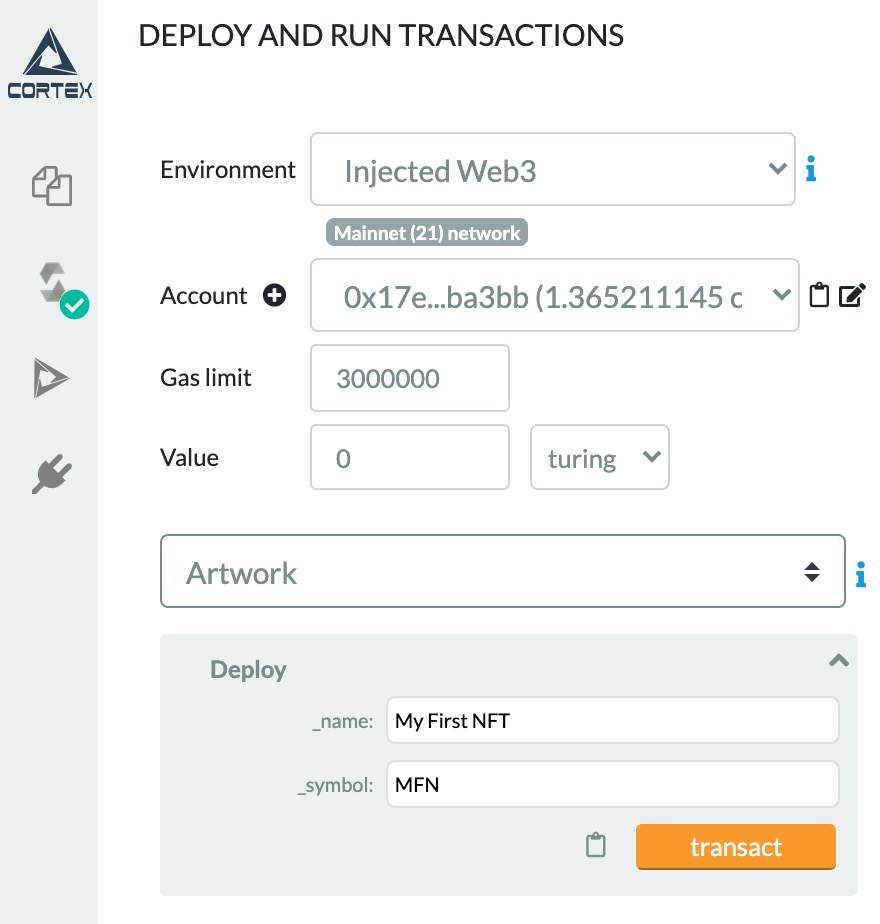 CORTEX
DEPLOY AND RUN TRANSACTIONS
Environment
Injected Web3
Mainnet (21) network
Account
0x17e...ba3bb (1.365211145 c
Gas limit
3000000
Value
0
turing
Artwork
Deploy
_name:
My First NFT
_symbol:
MFN
transact